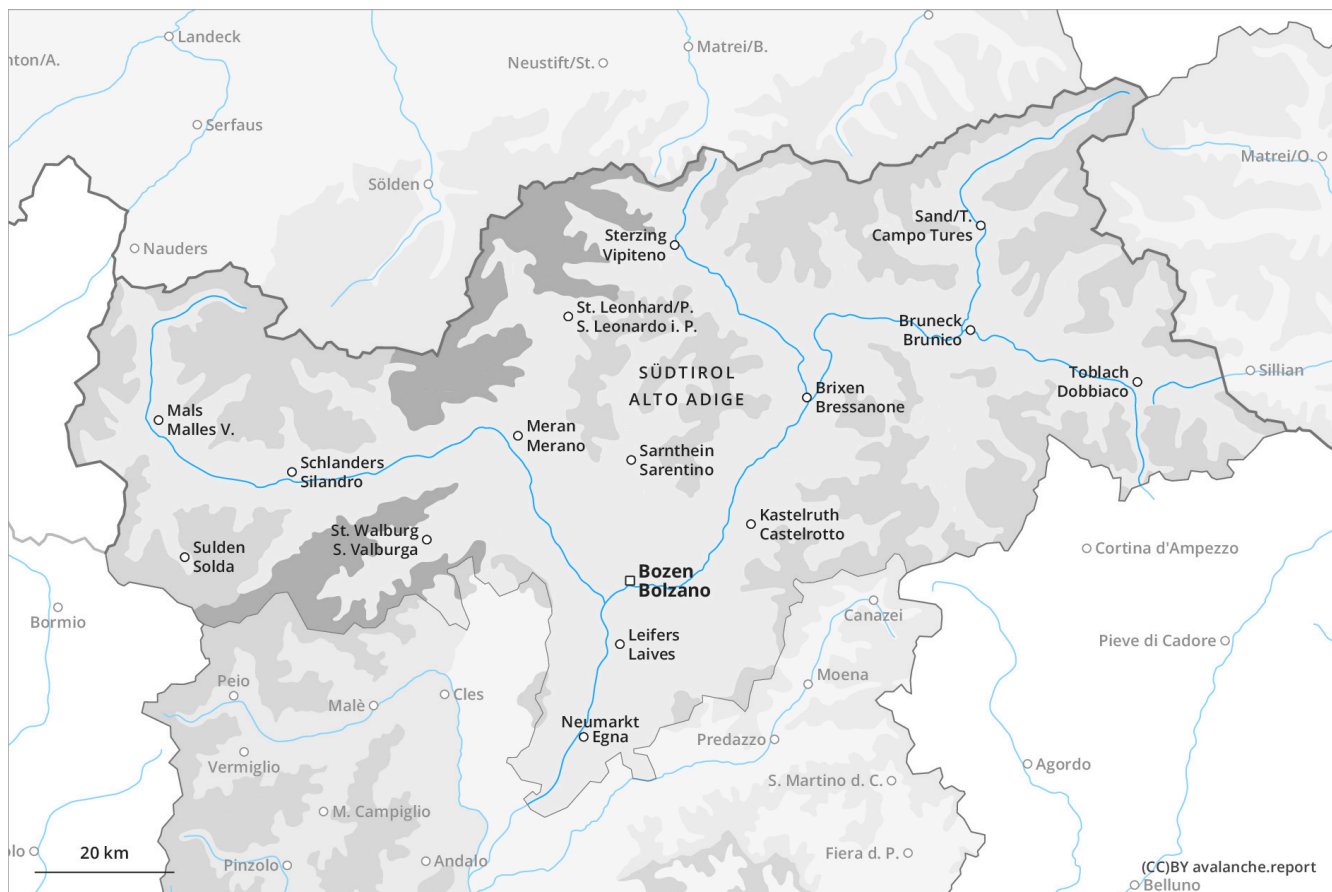 Landeck
nton/A.
Matrei/B.
Neustift/St.
Serfaus
Matrei/O.
Sölden
Sand/T.
Campo Tures
Sterzing
Vipiteno
Nauders
St. Leonhard/P.
S. Leonardo i. P.
Bruneck
Brunico
SÜDTIROL
ALTO ADIGE
Toblach
Dobbiaco
Sillian
Brixen
Bressanone
Mals
Malles V.
Meran
Merano
Sarnthein
Sarentino
Schlanders
Silandro
Kastelruth
Castelrotto
St. Walburg
S. Valburga
Sulden
Solda
Cortina d'Ampezzo
Bozen
Bolzano
Bormio
Canazei
Leifers
Laives
Pieve di Cadore
Moena
Peio
Cles
Malè
Neumarkt
Egna
Predazzo
Vermiglio
Agordo
S. Martino d. C.
M. Campiglio
olo
20 km
Pinzolo
Andalo
Fiera d. P.
(CC)BY avalanche.report
Belluno